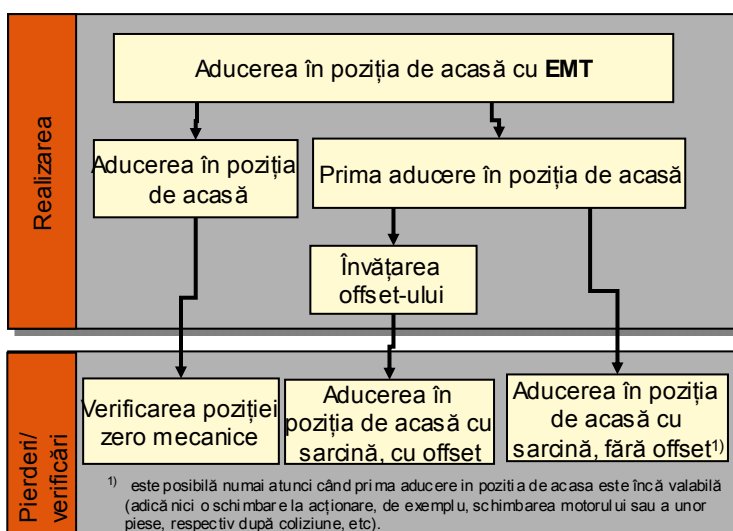 Realizarea
Aducerea în poziția de acasă cu EMT
Aducerea în poziția
de acasă
Prima aducere în poziția de acasă
Învățarea
offset-ului
Pierderi/
verificări
Verificarea poziției
zero mecanice
Aducerea în
poziția de acasă cu
sarcină, cu offset
Aducerea în poziția
de acasă cu
sarcină, fără offset¹⁾
¹⁾ este posibilă numai atunci când prima aducere in pozitia de acasa este încă valabilă
(adică nici o schimbare la acționare, de exemplu, schimbarea motorului sau a unor
piese, respectiv după coliziune, etc).